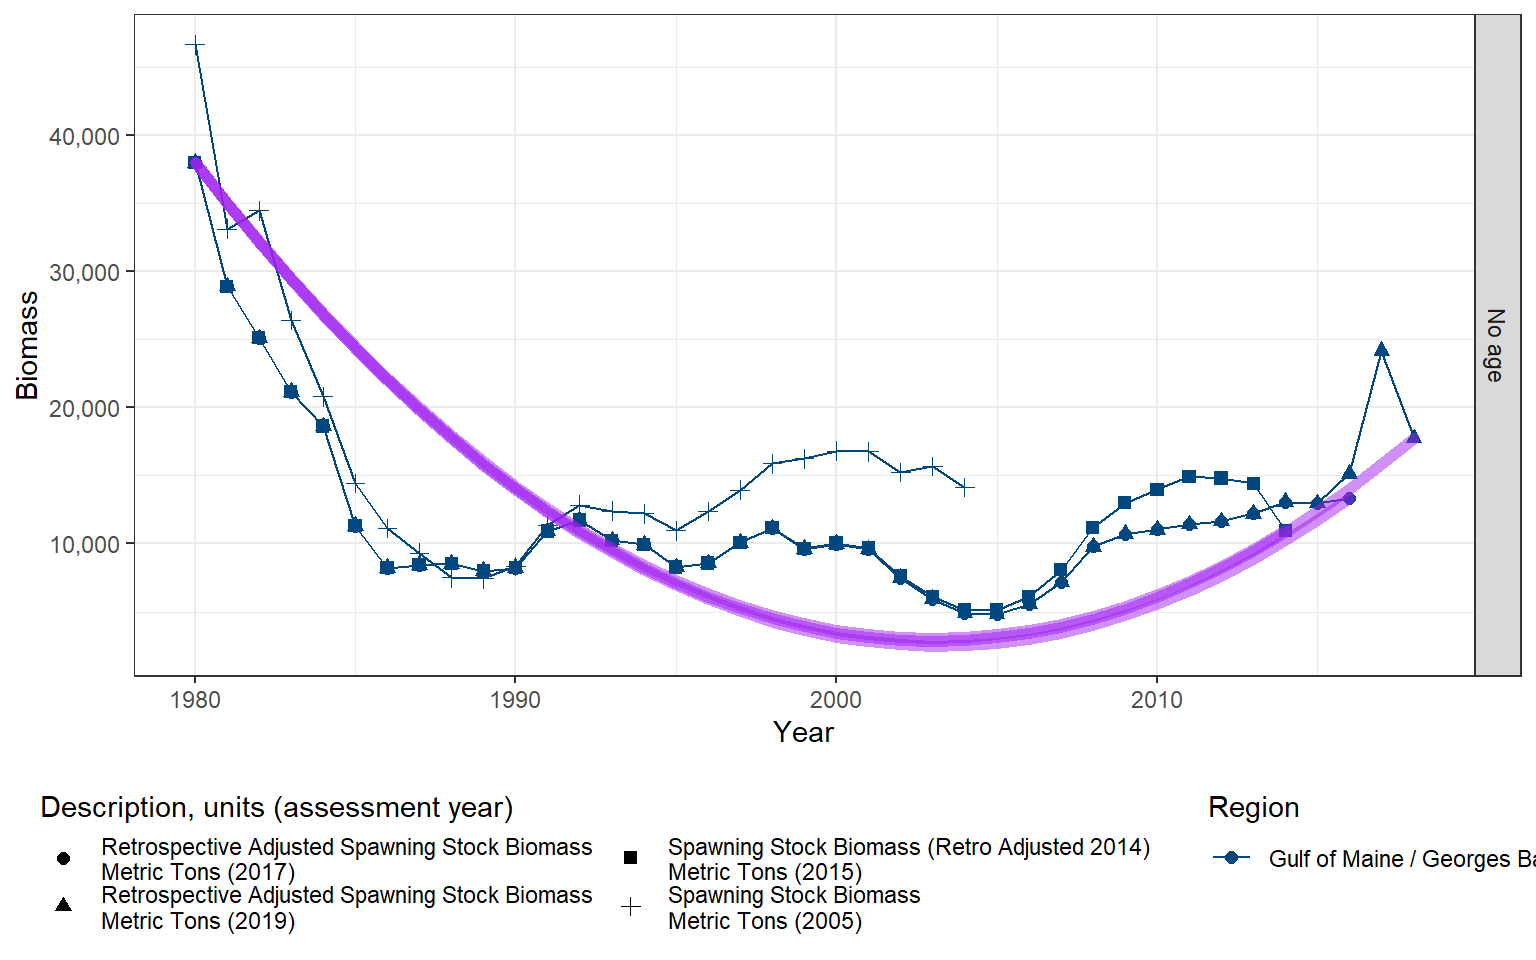 40,000
30,000
20,000
10,000
Biomass
No age
1980 1990 2000 2010
Year
Description, units (assessment year)
Retrospective Adjusted Spawning Stock Biomass
Metric Tons (2017)
Retrospective Adjusted Spawning Stock Biomass
Metric Tons (2019)
Spawning Stock Biomass (Retro Adjusted 2014)
Metric Tons (2015)
Spawning Stock Biomass
Metric Tons (2005)
Region
Gulf of Maine / Georges Ba